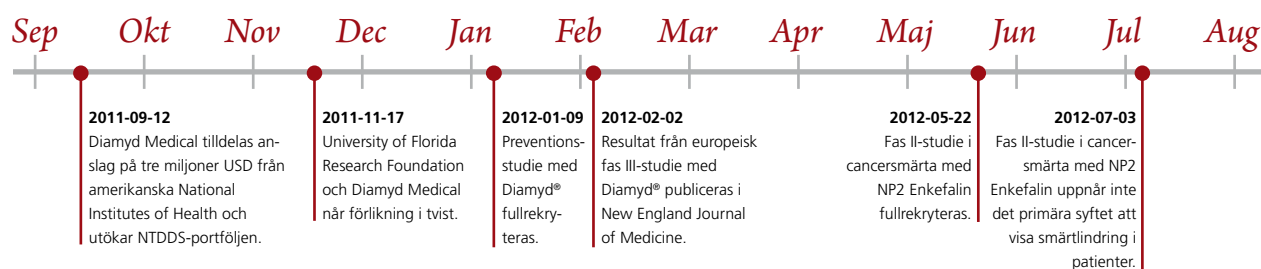 Sep Okt Nov Dec Jan Feb Mar Apr Maj Jun Jul Aug
2011-09-12
Diamyd Medical tilldelas an-
slag på tre miljoner USD från
amerikanska National
Institutes of Health och
utökar NTDDS-portföljen.
2011-11-17
University of Florida
Research Foundation
och Diamyd Medical
når förlikning i tvist.
2012-01-09
Preventions-
studie med
Diamyd®
fullrekry-
teras.
2012-02-02
Resultat från europeisk
fas III-studie med
Diamyd® publiceras i
New England Journal
of Medicine.
2012-05-22
Fas II-studie i
cancersmärta med
NP2 Enkefalin
fullrekryteras.
2012-07-03
Fas II-studie i cancer-
smärta med NP2
Enkefalin uppnår inte
det primära syftet att
visa smärtlindring i
patienter.